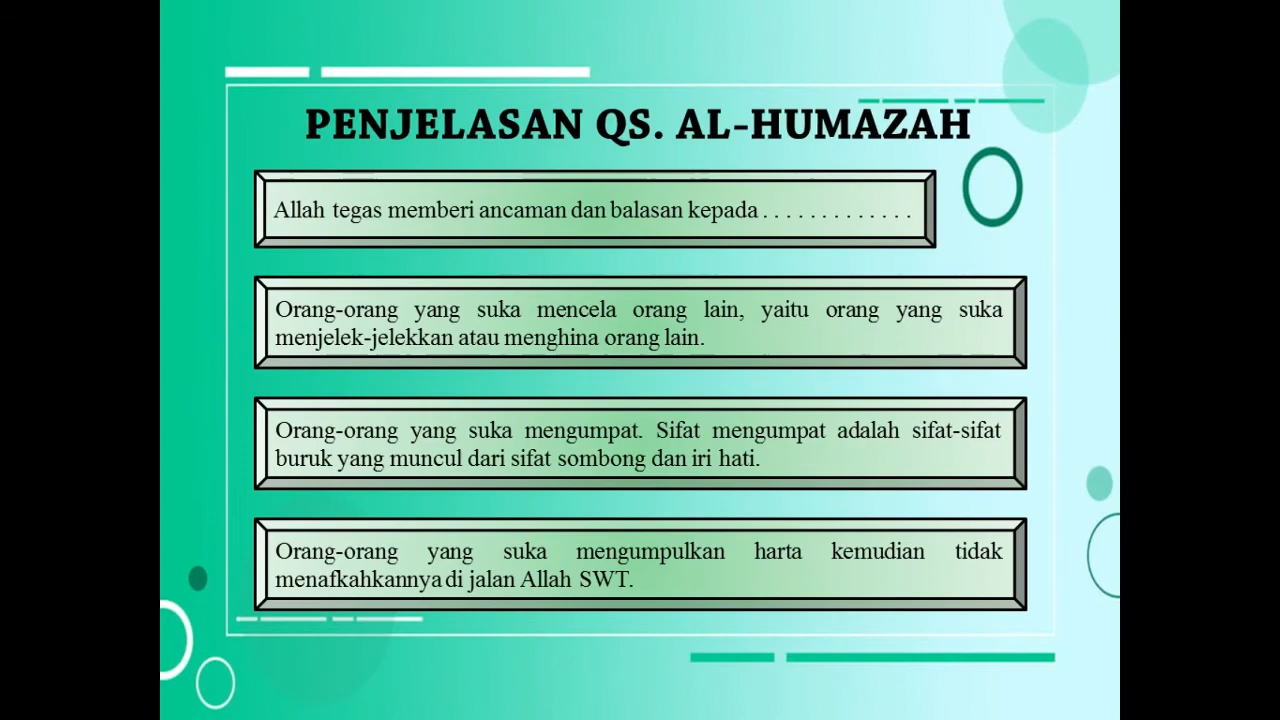 PENJELASAN QS. AL-HUMAZAH
Allah tegas memberi ancaman dan balasan kepada . . . . . . . . . . . . .
Orang-orang yang suka mencela orang lain, yaitu orang yang suka
menjelek-jelekkan atau menghina orang lain.
Orang-orang yang suka mengumpat. Sifat mengumpat adalah sifat-sifat
buruk yang muncul dari sifat sombong dan iri hati.
Orang-orang yang suka mengumpulkan harta kemudian tidak
menafkahkannya di jalan Allah SWT.